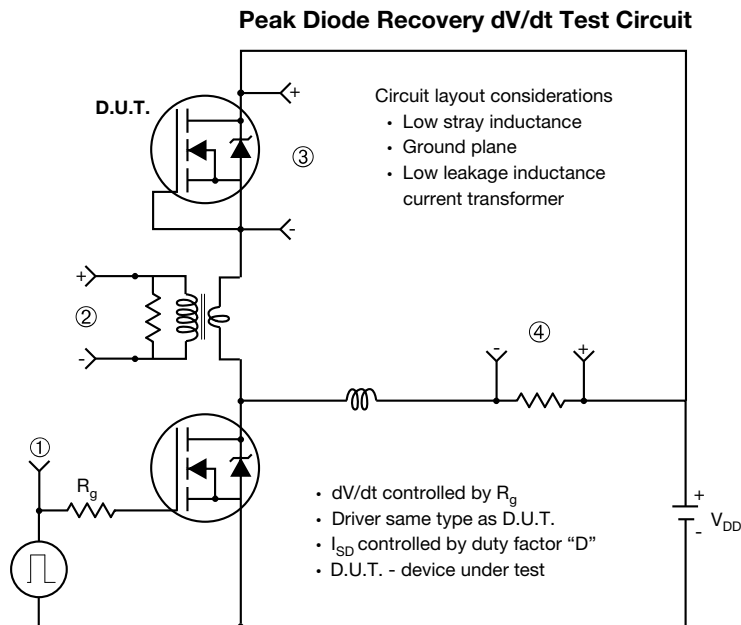 Peak Diode Recovery dV/dt Test Circuit
D.U.T.
+
Circuit layout considerations
• Low stray inductance
• Ground plane
• Low leakage inductance
current transformer
③
-
+
②
-
④
-
+
①
Rg
• dV/dt controlled by Rg
• Driver same type as D.U.T.
• ISD controlled by duty factor “D”
• D.U.T. - device under test
+
VDD
-